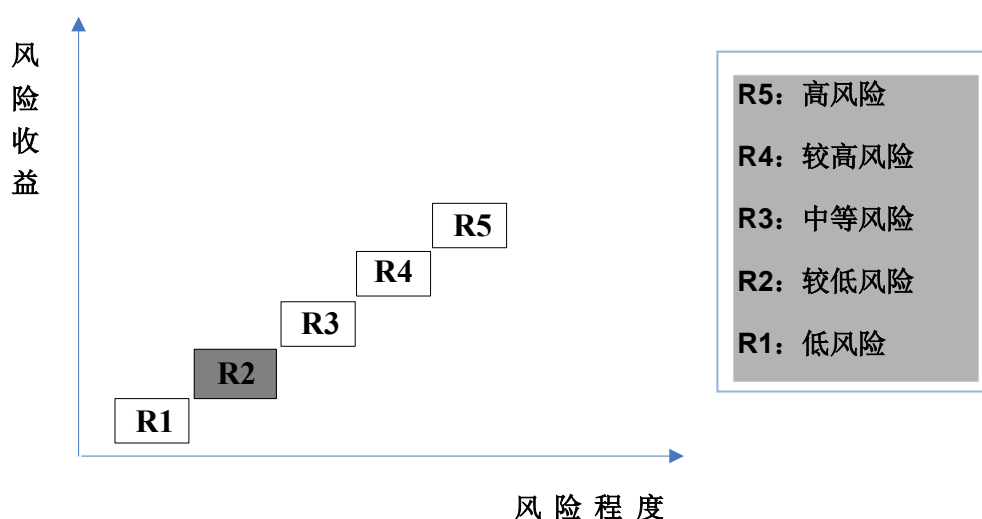 风
险
收
益
R5
R4
R3
R2
R1
风 险 程 度
R5：高风险
R4：较高风险
R3：中等风险
R2：较低风险
R1：低风险